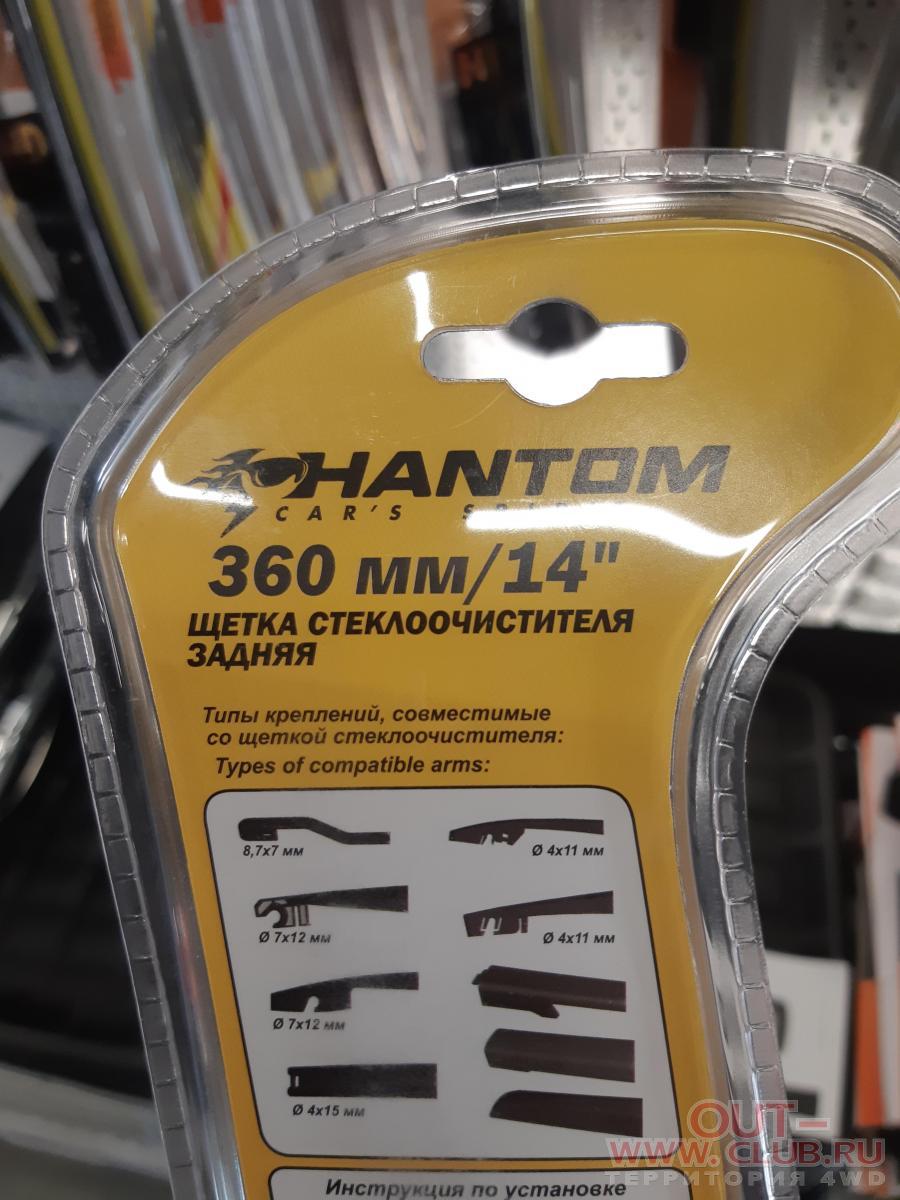 PHANTOM
CAR'S
360 мм/14"
ЩЕТКА СТЕКЛООЧИСТИТЕЛЯ
ЗАДНЯЯ
Типы креплений, совместимые
со щеткой стеклоочистителя:
Types of compatible arms:
8,7x7 мм
Ø 4x11 мм
Ø 7x12 мм
Ø 4x11 мм
Ø 7x12 мм
Ø 4x15 мм
Инструкция по установке
OUT-
WWW.CLUB.RU
ТЕРРИТОРИЯ 4WD